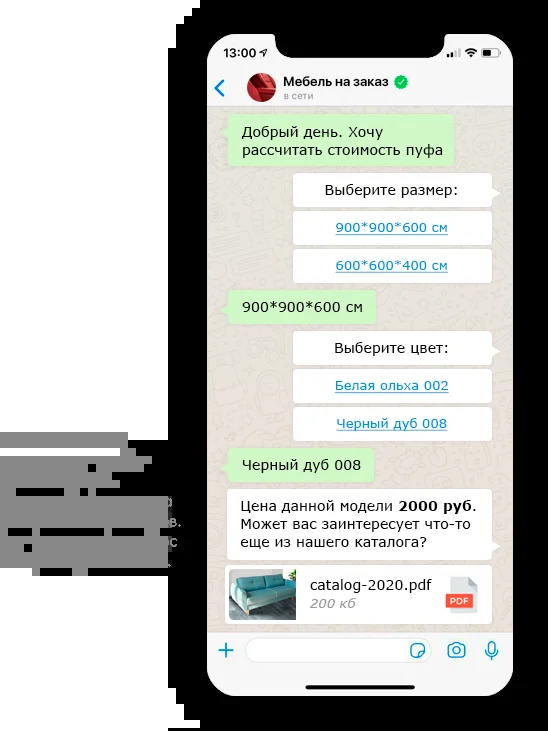 13:00
Мебель на заказ
в сети
Добрый день. Хочу
рассчитать стоимость пуфа
Выберите размер:
900*900*600 см
600*600*400 см
900*900*600 см
Выберите цвет:
Белая ольха 002
Черный дуб 008
Черный дуб 008
Цена данной модели 2000 руб.
Может вас заинтересует что-то
еще из нашего каталога?
catalog-2020.pdf
200 кб
PDF